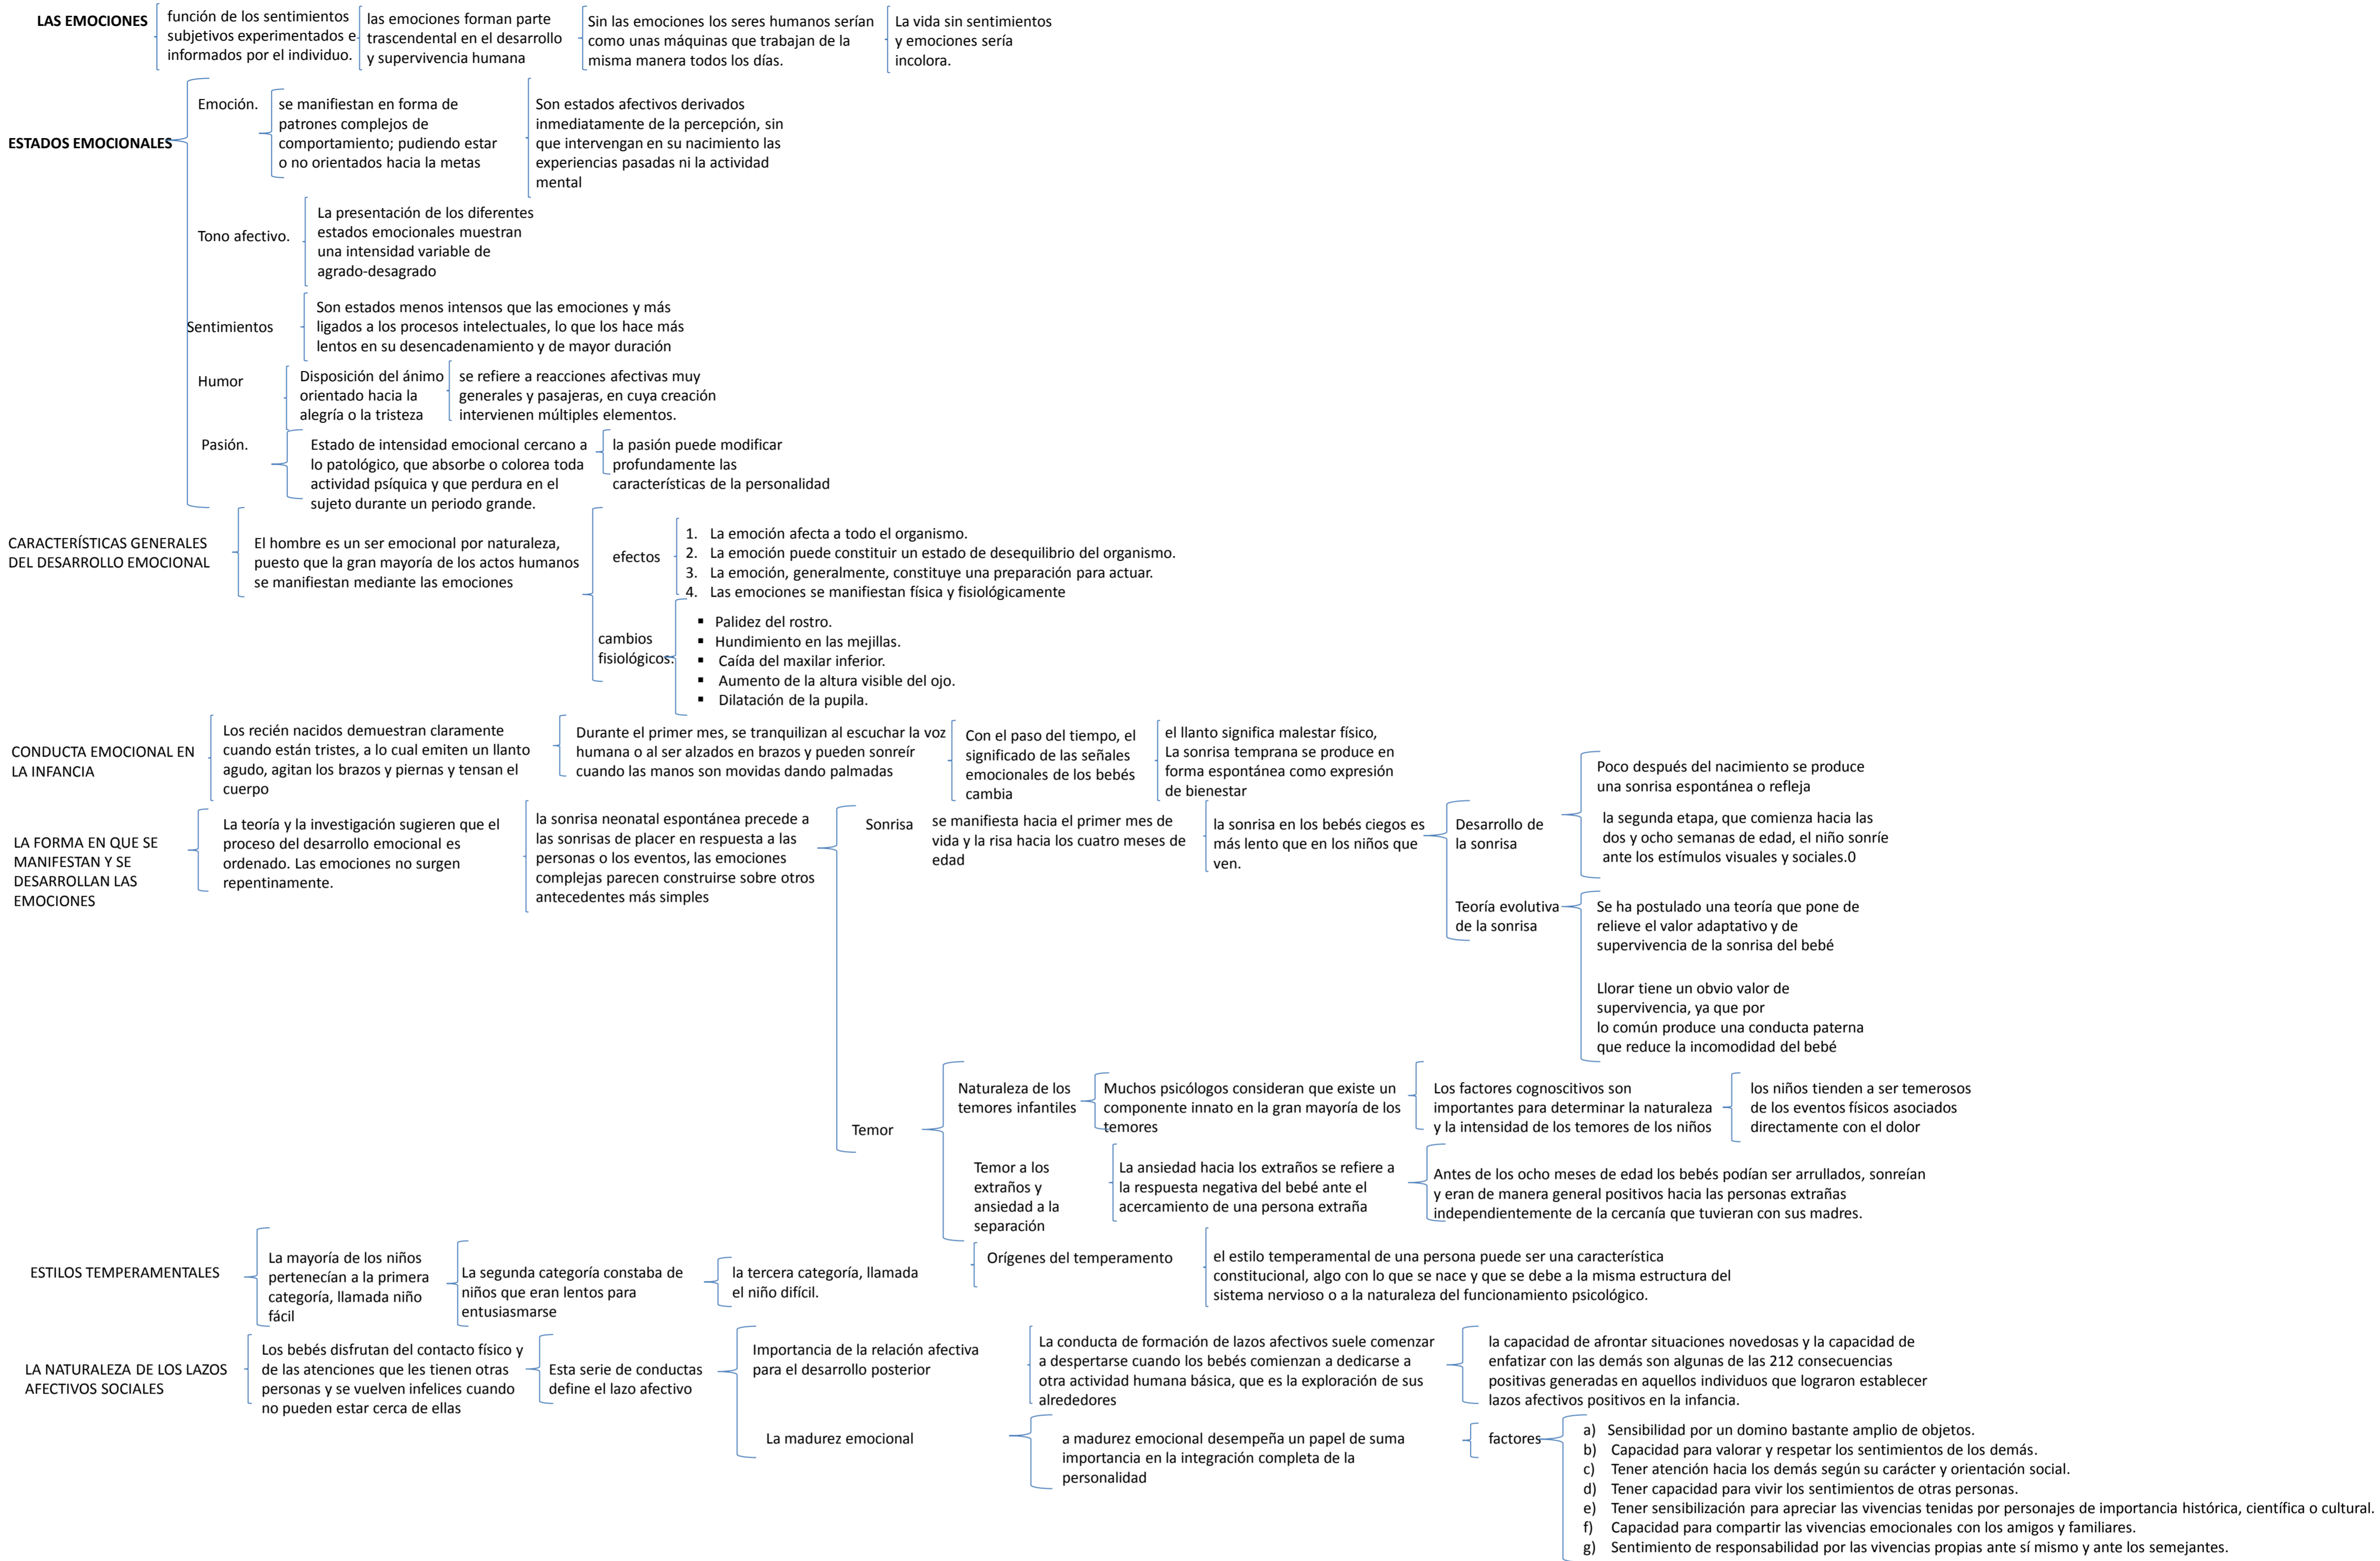 LAS EMOCIONES
función de los sentimientos
subjetivos experimentados e
informados por el individuo.
las emociones forman parte
trascendental en el desarrollo
y supervivencia humana
Sin las emociones los seres humanos serían
como unas máquinas que trabajan de la
misma manera todos los días.
La vida sin sentimientos
y emociones sería
incolora.
ESTADOS EMOCIONALES
Emoción.
se manifiestan en forma de
patrones complejos de
comportamiento; pudiendo estar
o no orientados hacia la metas
Son estados afectivos derivados
inmediatamente de la percepción, sin
que intervengan en su nacimiento las
experiencias pasadas ni la actividad
mental
Tono afectivo.
La presentación de los diferentes
estados emocionales muestran
una intensidad variable de
agrado-desagrado
Sentimientos
Son estados menos intensos que las emociones y más
ligados a los procesos intelectuales, lo que los hace más
lentos en su desencadenamiento y de mayor duración
Humor
Disposición del ánimo
orientado hacia la
alegría o la tristeza
se refiere a reacciones afectivas muy
generales y pasajeras, en cuya creación
intervienen múltiples elementos.
Pasión.
Estado de intensidad emocional cercano a
lo patológico, que absorbe o colorea toda
actividad psíquica y que perdura en el
sujeto durante un periodo grande.
la pasión puede modificar
profundamente las
características de la personalidad
CARACTERÍSTICAS GENERALES
DEL DESARROLLO EMOCIONAL
El hombre es un ser emocional por naturaleza,
puesto que la gran mayoría de los actos humanos
se manifiestan mediante las emociones
efectos
1. La emoción afecta a todo el organismo.
2. La emoción puede constituir un estado de desequilibrio del organismo.
3. La emoción, generalmente, constituye una preparación para actuar.
4. Las emociones se manifiestan física y fisiológicamente
cambios
fisiológicos:
▪ Palidez del rostro.
▪ Hundimiento en las mejillas.
▪ Caída del maxilar inferior.
▪ Aumento de la altura visible del ojo.
▪ Dilatación de la pupila.
CONDUCTA EMOCIONAL EN
LA INFANCIA
Los recién nacidos demuestran claramente
cuando están tristes, a lo cual emiten un llanto
agudo, agitan los brazos y piernas y tensan el
cuerpo
Durante el primer mes, se tranquilizan al escuchar la voz
humana o al ser alzados en brazos y pueden sonreír
cuando las manos son movidas dando palmadas
Con el paso del tiempo, el
significado de las señales
emocionales de los bebés
cambia
el llanto significa malestar físico,
La sonrisa temprana se produce en
forma espontánea como expresión
de bienestar
LA FORMA EN QUE SE
MANIFESTAN Y SE
DESARROLLAN LAS
EMOCIONES
La teoría y la investigación sugieren que el
proceso del desarrollo emocional es
ordenado. Las emociones no surgen
repentinamente.
la sonrisa neonatal espontánea precede a
las sonrisas de placer en respuesta a las
personas o los eventos, las emociones
complejas parecen construirse sobre otros
antecedentes más simples
Sonrisa
se manifiesta hacia el primer mes de
vida y la risa hacia los cuatro meses de
edad
la sonrisa en los bebés ciegos es
más lento que en los niños que
ven.
Desarrollo de
la sonrisa
Poco después del nacimiento se produce
una sonrisa espontánea o refleja
la segunda etapa, que comienza hacia las
dos y ocho semanas de edad, el niño sonríe
ante los estímulos visuales y sociales.0
Teoría evolutiva
de la sonrisa
Se ha postulado una teoría que pone de
relieve el valor adaptativo y de
supervivencia de la sonrisa del bebé
Llorar tiene un obvio valor de
supervivencia, ya que por
lo común produce una conducta paterna
que reduce la incomodidad del bebé
Temor
Naturaleza de los
temores infantiles
Muchos psicólogos consideran que existe un
componente innato en la gran mayoría de los
temores
Los factores cognoscitivos son
importantes para determinar la naturaleza
y la intensidad de los temores de los niños
los niños tienden a ser temerosos
de los eventos físicos asociados
directamente con el dolor
Temor a los
extraños y
ansiedad a la
separación
La ansiedad hacia los extraños se refiere a
la respuesta negativa del bebé ante el
acercamiento de una persona extraña
Antes de los ocho meses de edad los bebés podían ser arrullados, sonreían
y eran de manera general positivos hacia las personas extrañas
independientemente de la cercanía que tuvieran con sus madres.
ESTILOS TEMPERAMENTALES
La mayoría de los niños
pertenecían a la primera
categoría, llamada niño
fácil
La segunda categoría constaba de
niños que eran lentos para
entusiasmarse
la tercera categoría, llamada
el niño difícil.
Orígenes del temperamento
el estilo temperamental de una persona puede ser una característica
constitucional, algo con lo que se nace y que se debe a la misma estructura del
sistema nervioso o a la naturaleza del funcionamiento psicológico.
LA NATURALEZA DE LOS LAZOS
AFECTIVOS SOCIALES
Los bebés disfrutan del contacto físico y
de las atenciones que les tienen otras
personas y se vuelven infelices cuando
no pueden estar cerca de ellas
Esta serie de conductas
define el lazo afectivo
Importancia de la relación afectiva
para el desarrollo posterior
La conducta de formación de lazos afectivos suele comenzar
a despertarse cuando los bebés comienzan a dedicarse a
otra actividad humana básica, que es la exploración de sus
alrededores
la capacidad de afrontar situaciones novedosas y la capacidad de
enfatizar con las demás son algunas de las 212 consecuencias
positivas generadas en aquellos individuos que lograron establecer
lazos afectivos positivos en la infancia.
La madurez emocional
a madurez emocional desempeña un papel de suma
importancia en la integración completa de la
personalidad
factores
a) Sensibilidad por un domino bastante amplio de objetos.
b) Capacidad para valorar y respetar los sentimientos de los demás.
c) Tener atención hacia los demás según su carácter y orientación social.
d) Tener capacidad para vivir los sentimientos de otras personas.
e) Tener sensibilización para apreciar las vivencias tenidas por personajes de importancia histórica, científica o cultural.
f) Capacidad para compartir las vivencias emocionales con los amigos y familiares.
g) Sentimiento de responsabilidad por las vivencias propias ante sí mismo y ante los semejantes.